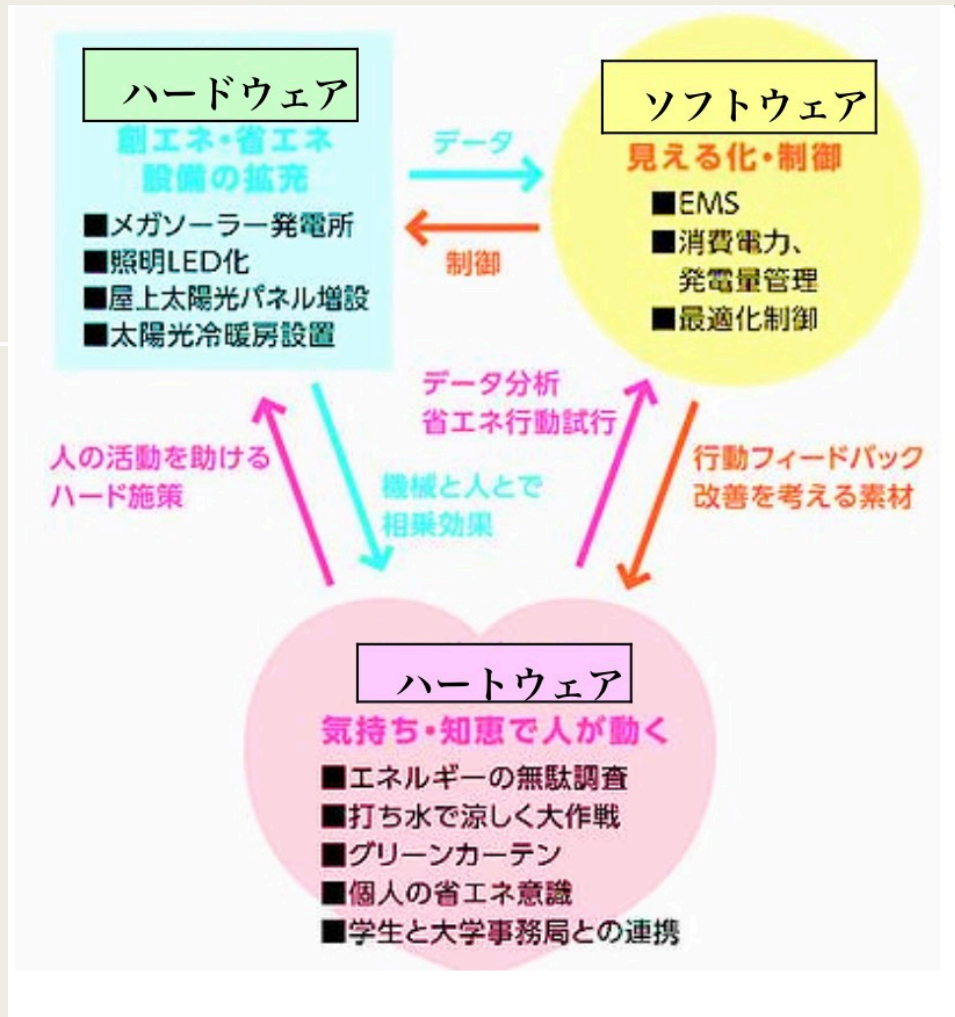 ハードウェア
創エネ・省エネ
設備の拡充
■メガソーラー発電所
■照明LED化
■屋上太陽光パネル増設
■太陽光冷暖房設置
データ
制御
ソフトウェア
見える化・制御
■EMS
■消費電力、
発電量管理
■最適化制御
人の活動を助ける
ハード施策
機械と人とで
相乗効果
データ分析
省エネ行動試行
行動フィードバック
改善を考える素材
ハートウェア
気持ち・知恵で人が動く
■エネルギーの無駄調査
■打ち水で涼しく大作戦
■グリーンカーテン
■個人の省エネ意識
■学生と大学事務局との連携